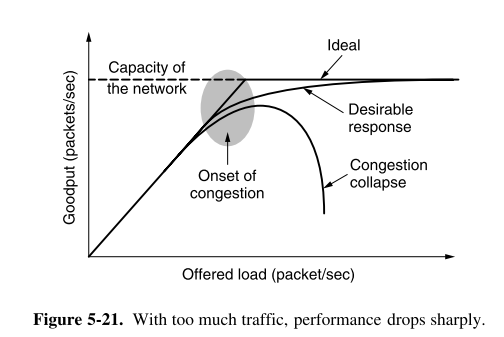 Ideal
Capacity of
the network
Desirable
response
Goodput (packets/sec)
Onset of
congestion
Congestion
collapse
Offered load (packet/sec)
Figure 5-21. With too much traffic, performance drops sharply.